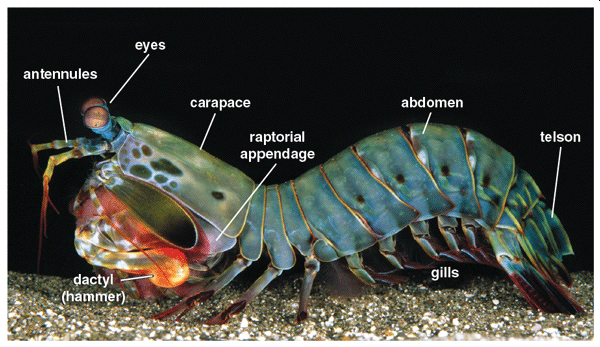 eyes
antennules
carapace
abdomen
raptorial
appendage
telson
gills
dactyl
(hammer)